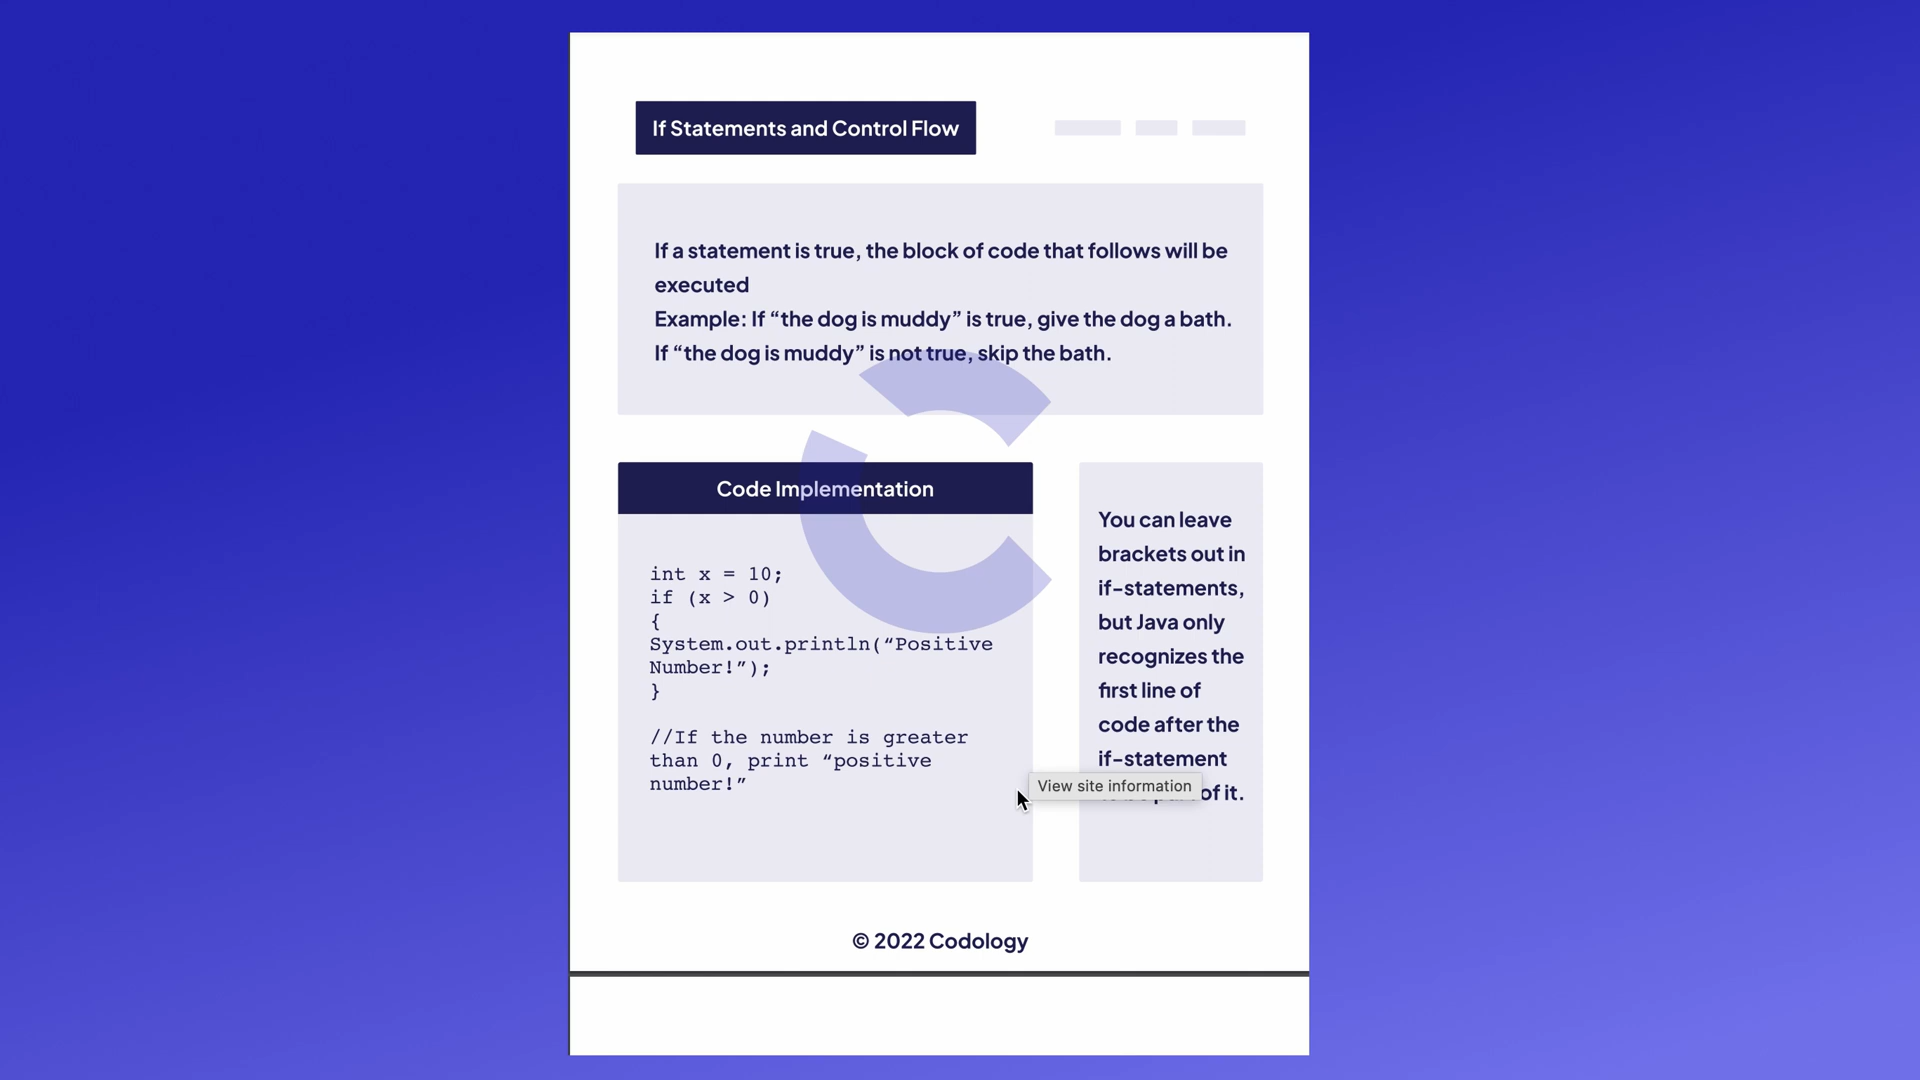 If Statements and Control Flow
If a statement is true, the block of code that follows will be
executed
Example: If “the dog is muddy” is true, give the dog a bath.
If “the dog is muddy” is not true, skip the bath.
Code Implementation
int x = 10;
if (x > 0)
{
System.out.println(“Positive
Number!”);
}
//If the number is greater
than 0, print “positive
number!”
You can leave
brackets out in
if-statements,
but Java only
recognizes the
first line of
code after the
if-statement
of it.
View site information
© 2022 Codology